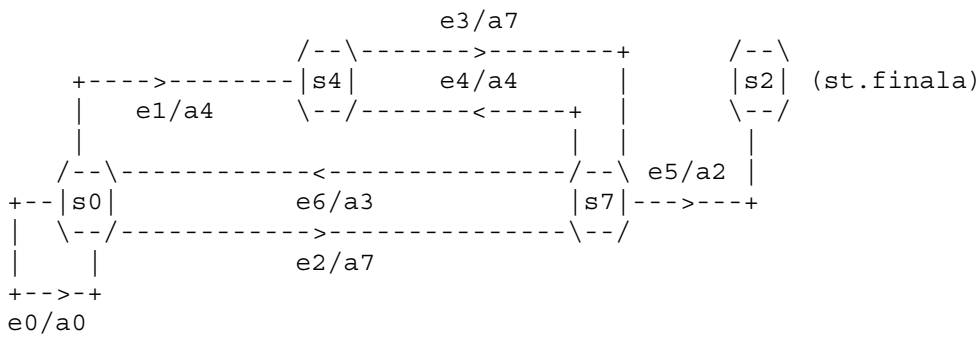 e3/a7
s4 e4/a4 s2 (st.finala)
e1/a4
e5/a2
s0 e6/a3 s7
e2/a7
e0/a0